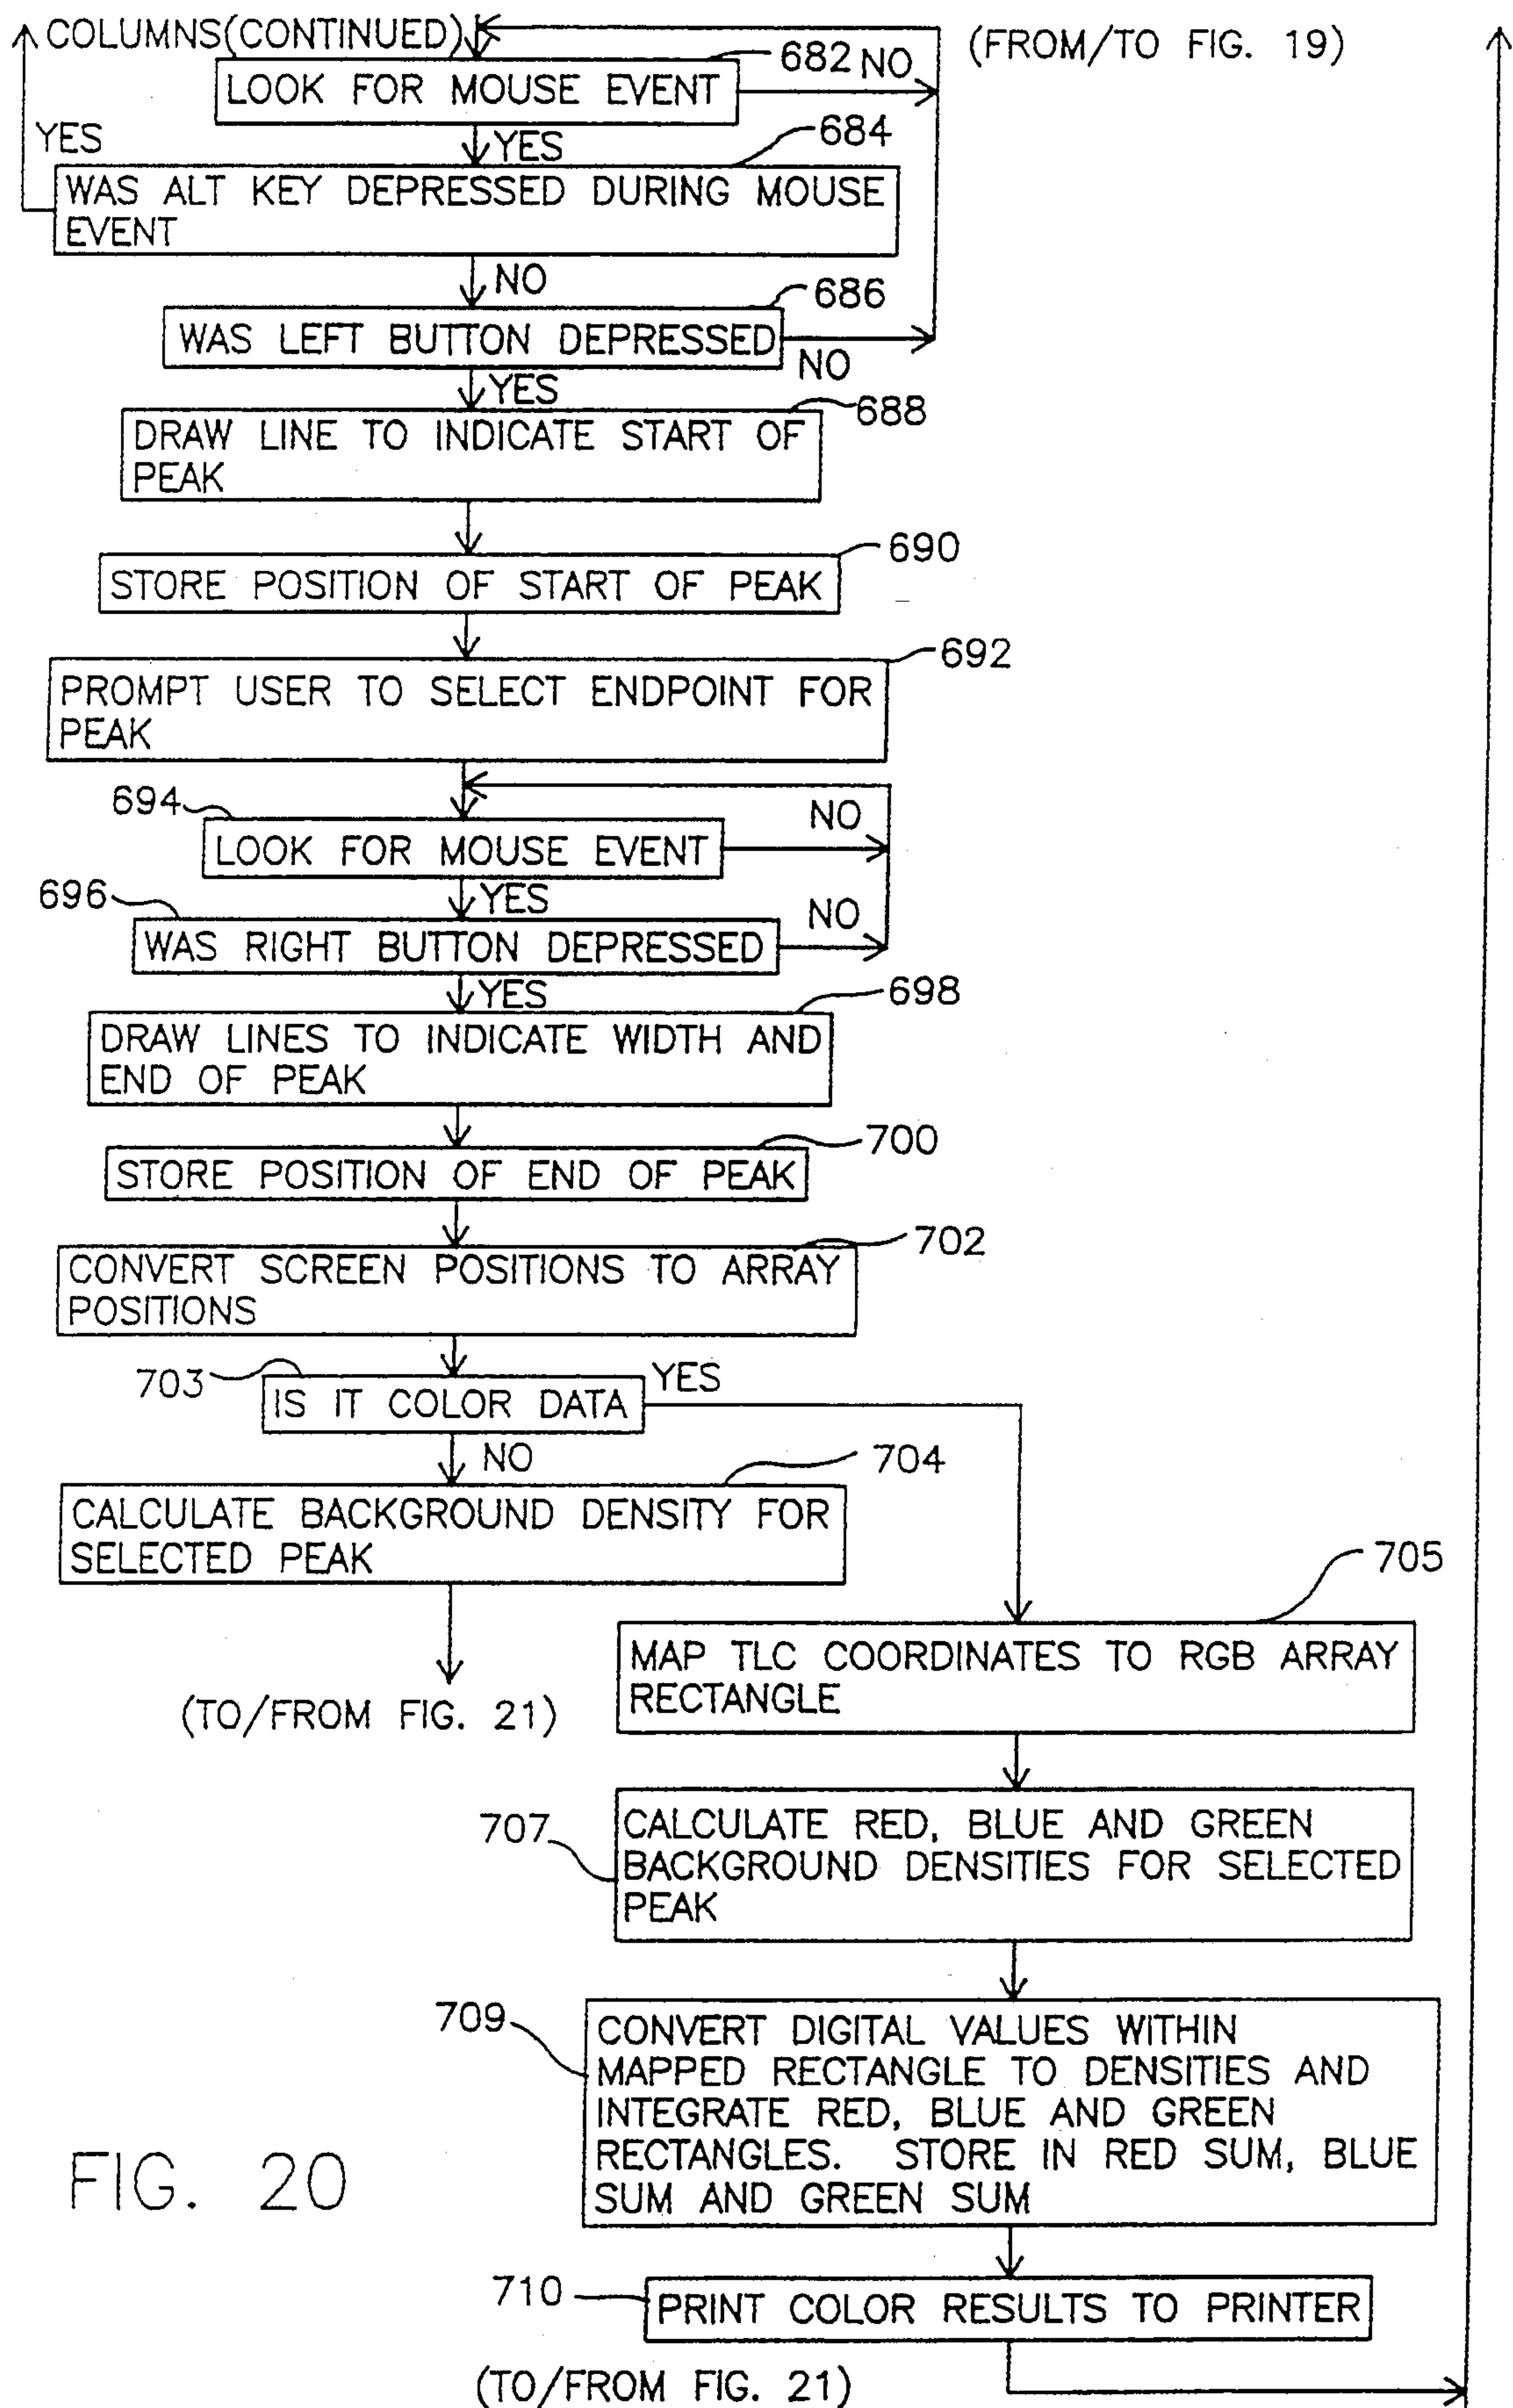 COLUMNS(CONTINUED)
(FROM/TO FIG. 19)
682 NO
LOOK FOR MOUSE EVENT
YES
YES
684
WAS ALT KEY DEPRESSED DURING MOUSE
EVENT
NO
686
WAS LEFT BUTTON DEPRESSED
NO
YES
688
DRAW LINE TO INDICATE START OF
PEAK
690
STORE POSITION OF START OF PEAK
692
PROMPT USER TO SELECT ENDPOINT FOR
PEAK
694
NO
LOOK FOR MOUSE EVENT
YES
696
NO
WAS RIGHT BUTTON DEPRESSED
YES
698
DRAW LINES TO INDICATE WIDTH AND
END OF PEAK
700
STORE POSITION OF END OF PEAK
702
CONVERT SCREEN POSITIONS TO ARRAY
POSITIONS
703
YES
IS IT COLOR DATA
NO
704
CALCULATE BACKGROUND DENSITY FOR
SELECTED PEAK
(TO/FROM FIG. 21)
705
MAP TLC COORDINATES TO RGB ARRAY
RECTANGLE
707
CALCULATE RED, BLUE AND GREEN
BACKGROUND DENSITIES FOR SELECTED
PEAK
709
CONVERT DIGITAL VALUES WITHIN
MAPPED RECTANGLE TO DENSITIES AND
INTEGRATE RED, BLUE AND GREEN
RECTANGLES. STORE IN RED SUM, BLUE
SUM AND GREEN SUM
FIG. 20
710
PRINT COLOR RESULTS TO PRINTER
(TO/FROM FIG. 21)